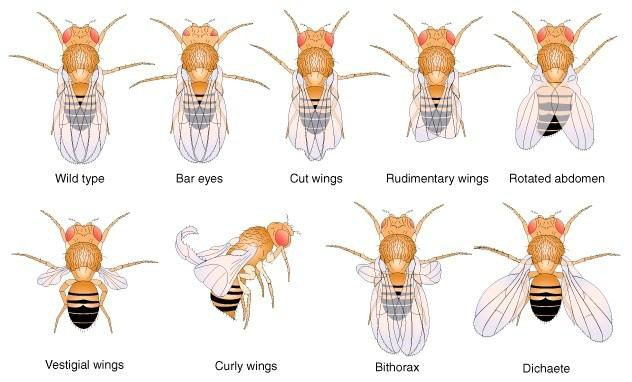 Wild type
Bar eyes
Cut wings
Rudimentary wings
Rotated abdomen
Vestigial wings
Curly wings
Bithorax
Dichaete